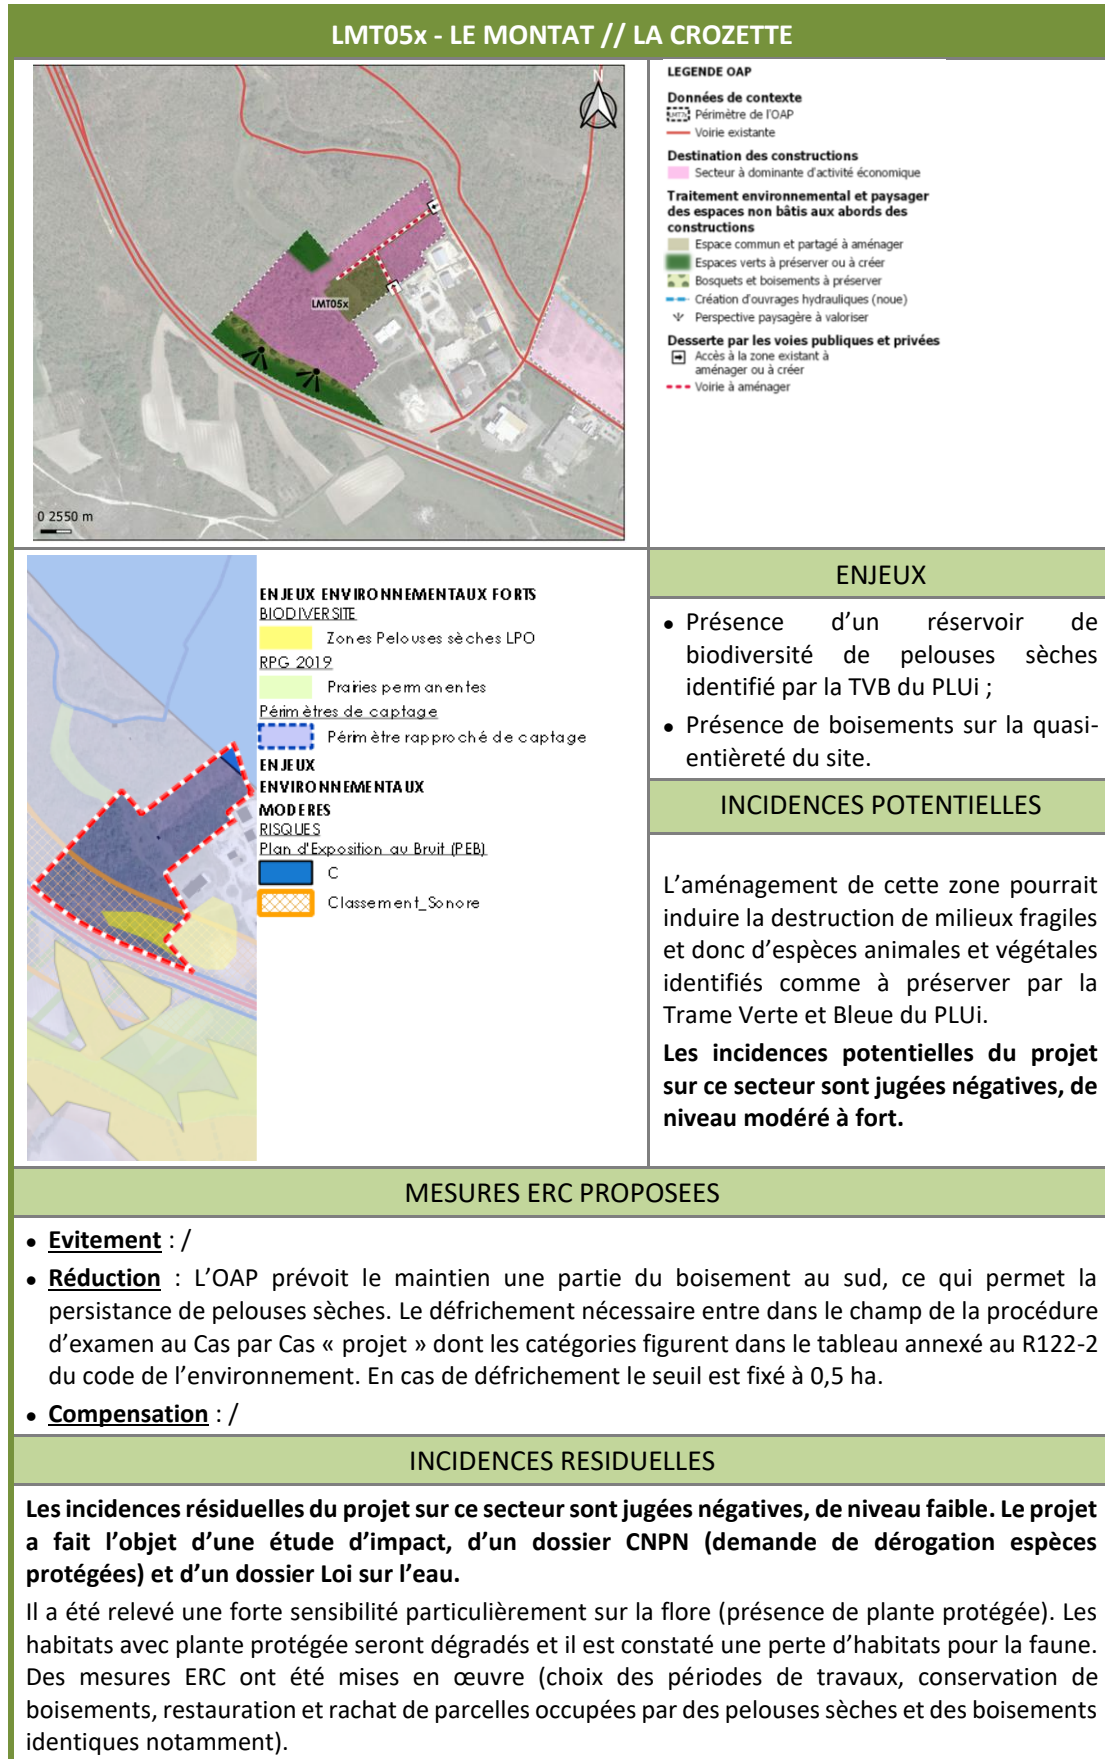 LMT05x - LE MONTAT // LA CROZETTE
N
LMT05x
0 2550 m
LEGENDE OAP
Données de contexte
Périmètre de l'OAP
Voirie existante
Destination des constructions
Secteur à dominante d'activité économique
Traitement environnemental et paysager
des espaces non bâtis aux abords des
constructions
Espace commun et partagé à aménager
Espaces verts à préserver ou à créer
Bosquets et boisements à préserver
Création d'ouvrages hydrauliques (noue)
Perspective paysagère à valoriser
Desserte par les voies publiques et privées
Accès à la zone existant à
aménager ou à créer
Voirie à aménager
ENJEUX ENVIRONNEMENTAUX FORTS
BIODIVERSITE
Zones Pelouses sèches LPO
RPG 2019
Prairies permanentes
Périmètres de captage
Périmètre rapproché de captage
ENJEUX
ENVIRONNEMENTAUX
MODERES
RISQUES
Plan d'Exposition au Bruit (PEB)
C
Classement_Sonore
ENJEUX
• Présence d'un réservoir de
biodiversité de pelouses sèches
identifié par la TVB du PLUi ;
• Présence de boisements sur la quasi-
entièreté du site.
INCIDENCES POTENTIELLES
L'aménagement de cette zone pourrait
induire la destruction de milieux fragiles
et donc d'espèces animales et végétales
identifiés comme à préserver par la
Trame Verte et Bleue du PLUi.
Les incidences potentielles du projet
sur ce secteur sont jugées négatives, de
niveau modéré à fort.
MESURES ERC PROPOSEES
• Evitement : /
• Réduction : L'OAP prévoit le maintien une partie du boisement au sud, ce qui permet la
persistance de pelouses sèches. Le défrichement nécessaire entre dans le champ de la procédure
d'examen au Cas par Cas « projet » dont les catégories figurent dans le tableau annexé au R122-2
du code de l'environnement. En cas de défrichement le seuil est fixé à 0,5 ha.
• Compensation : /
INCIDENCES RESIDUELLES
Les incidences résiduelles du projet sur ce secteur sont jugées négatives, de niveau faible. Le projet
a fait l'objet d'une étude d'impact, d'un dossier CNPN (demande de dérogation espèces
protégées) et d'un dossier Loi sur l'eau.
Il a été relevé une forte sensibilité particulièrement sur la flore (présence de plante protégée). Les
habitats avec plante protégée seront dégradés et il est constaté une perte d'habitats pour la faune.
Des mesures ERC ont été mises en œuvre (choix des périodes de travaux, conservation de
boisements, restauration et rachat de parcelles occupées par des pelouses sèches et des boisements
identiques notamment).